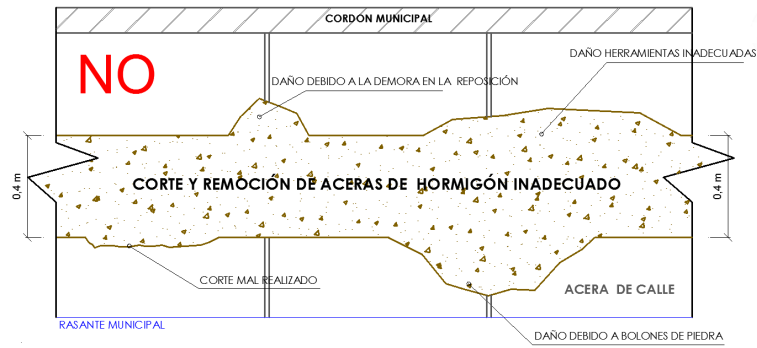 CORDÓN MUNICIPAL
NO
DAÑO HERRAMIENTAS INADECUADAS
DAÑO DEBIDO A LA DEMORA EN LA REPOSICIÓN
0,4 m
CORTE Y REMOCIÓN DE ACERAS DE HORMIGÓN INADECUADO
0,4 m
CORTE MAL REALIZADO
ACERA DE CALLE
RASANTE MUNICIPAL
DAÑO DEBIDO A BOLONES DE PIEDRA